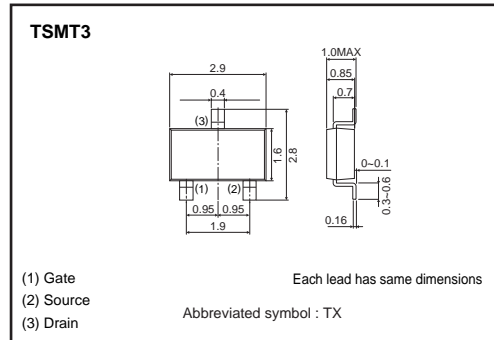 TSMT3
1.0MAX
2.9
0.85
0.4
0.7
(3)
1.6
2.8
0~0.1
(1)
(2)
0.3~0.6
0.95
0.95
0.16
1.9
(1) Gate
Each lead has same dimensions
(2) Source
(3) Drain
Abbreviated symbol : TX